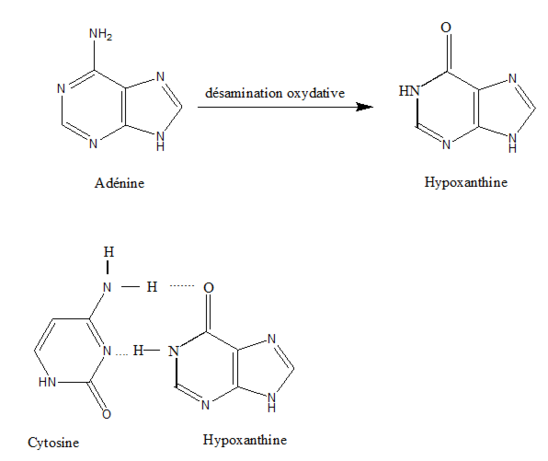 NH₂
N
N
N
N
H
Adénine
désamination oxydative
O
HN
N
N
N
H
Hypoxanthine
H
N — H ...... O
N .... H — N
HN
O
N
N
N
H
Cytosine
Hypoxanthine